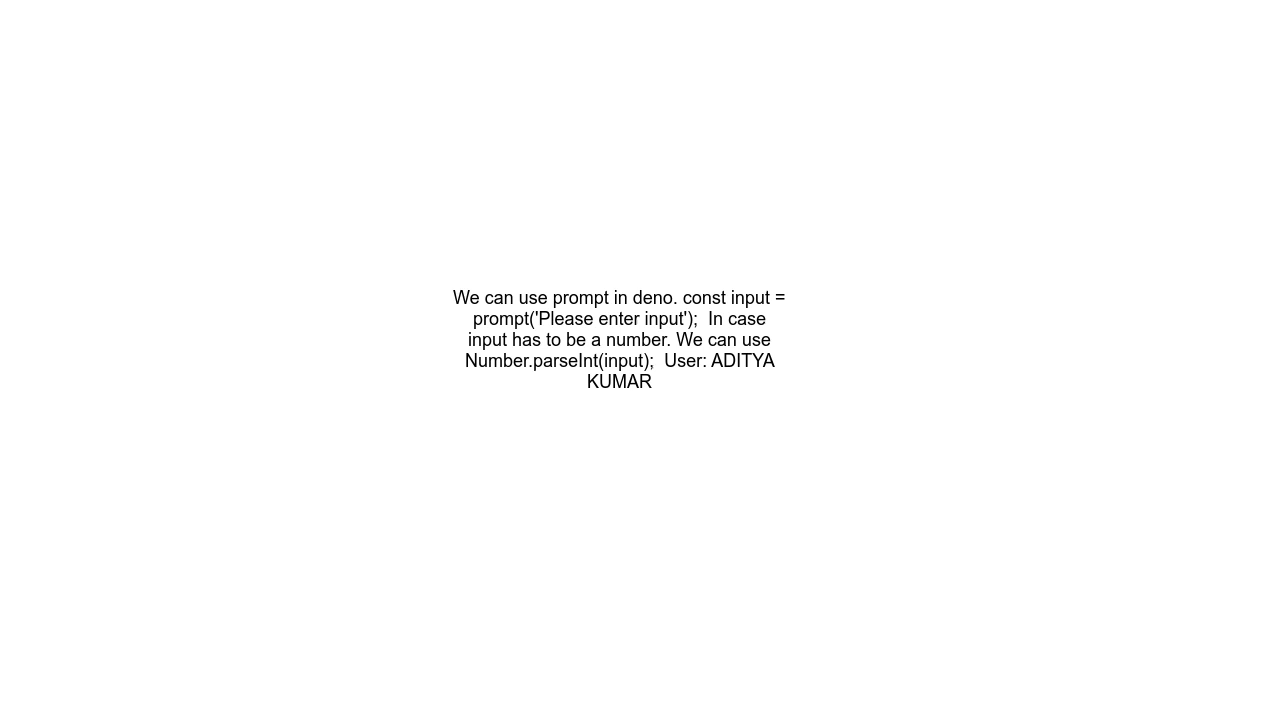 We can use prompt in deno. const input =
prompt('Please enter input');  In case
input has to be a number. We can use
Number.parseInt(input);  User: ADITYA
KUMAR